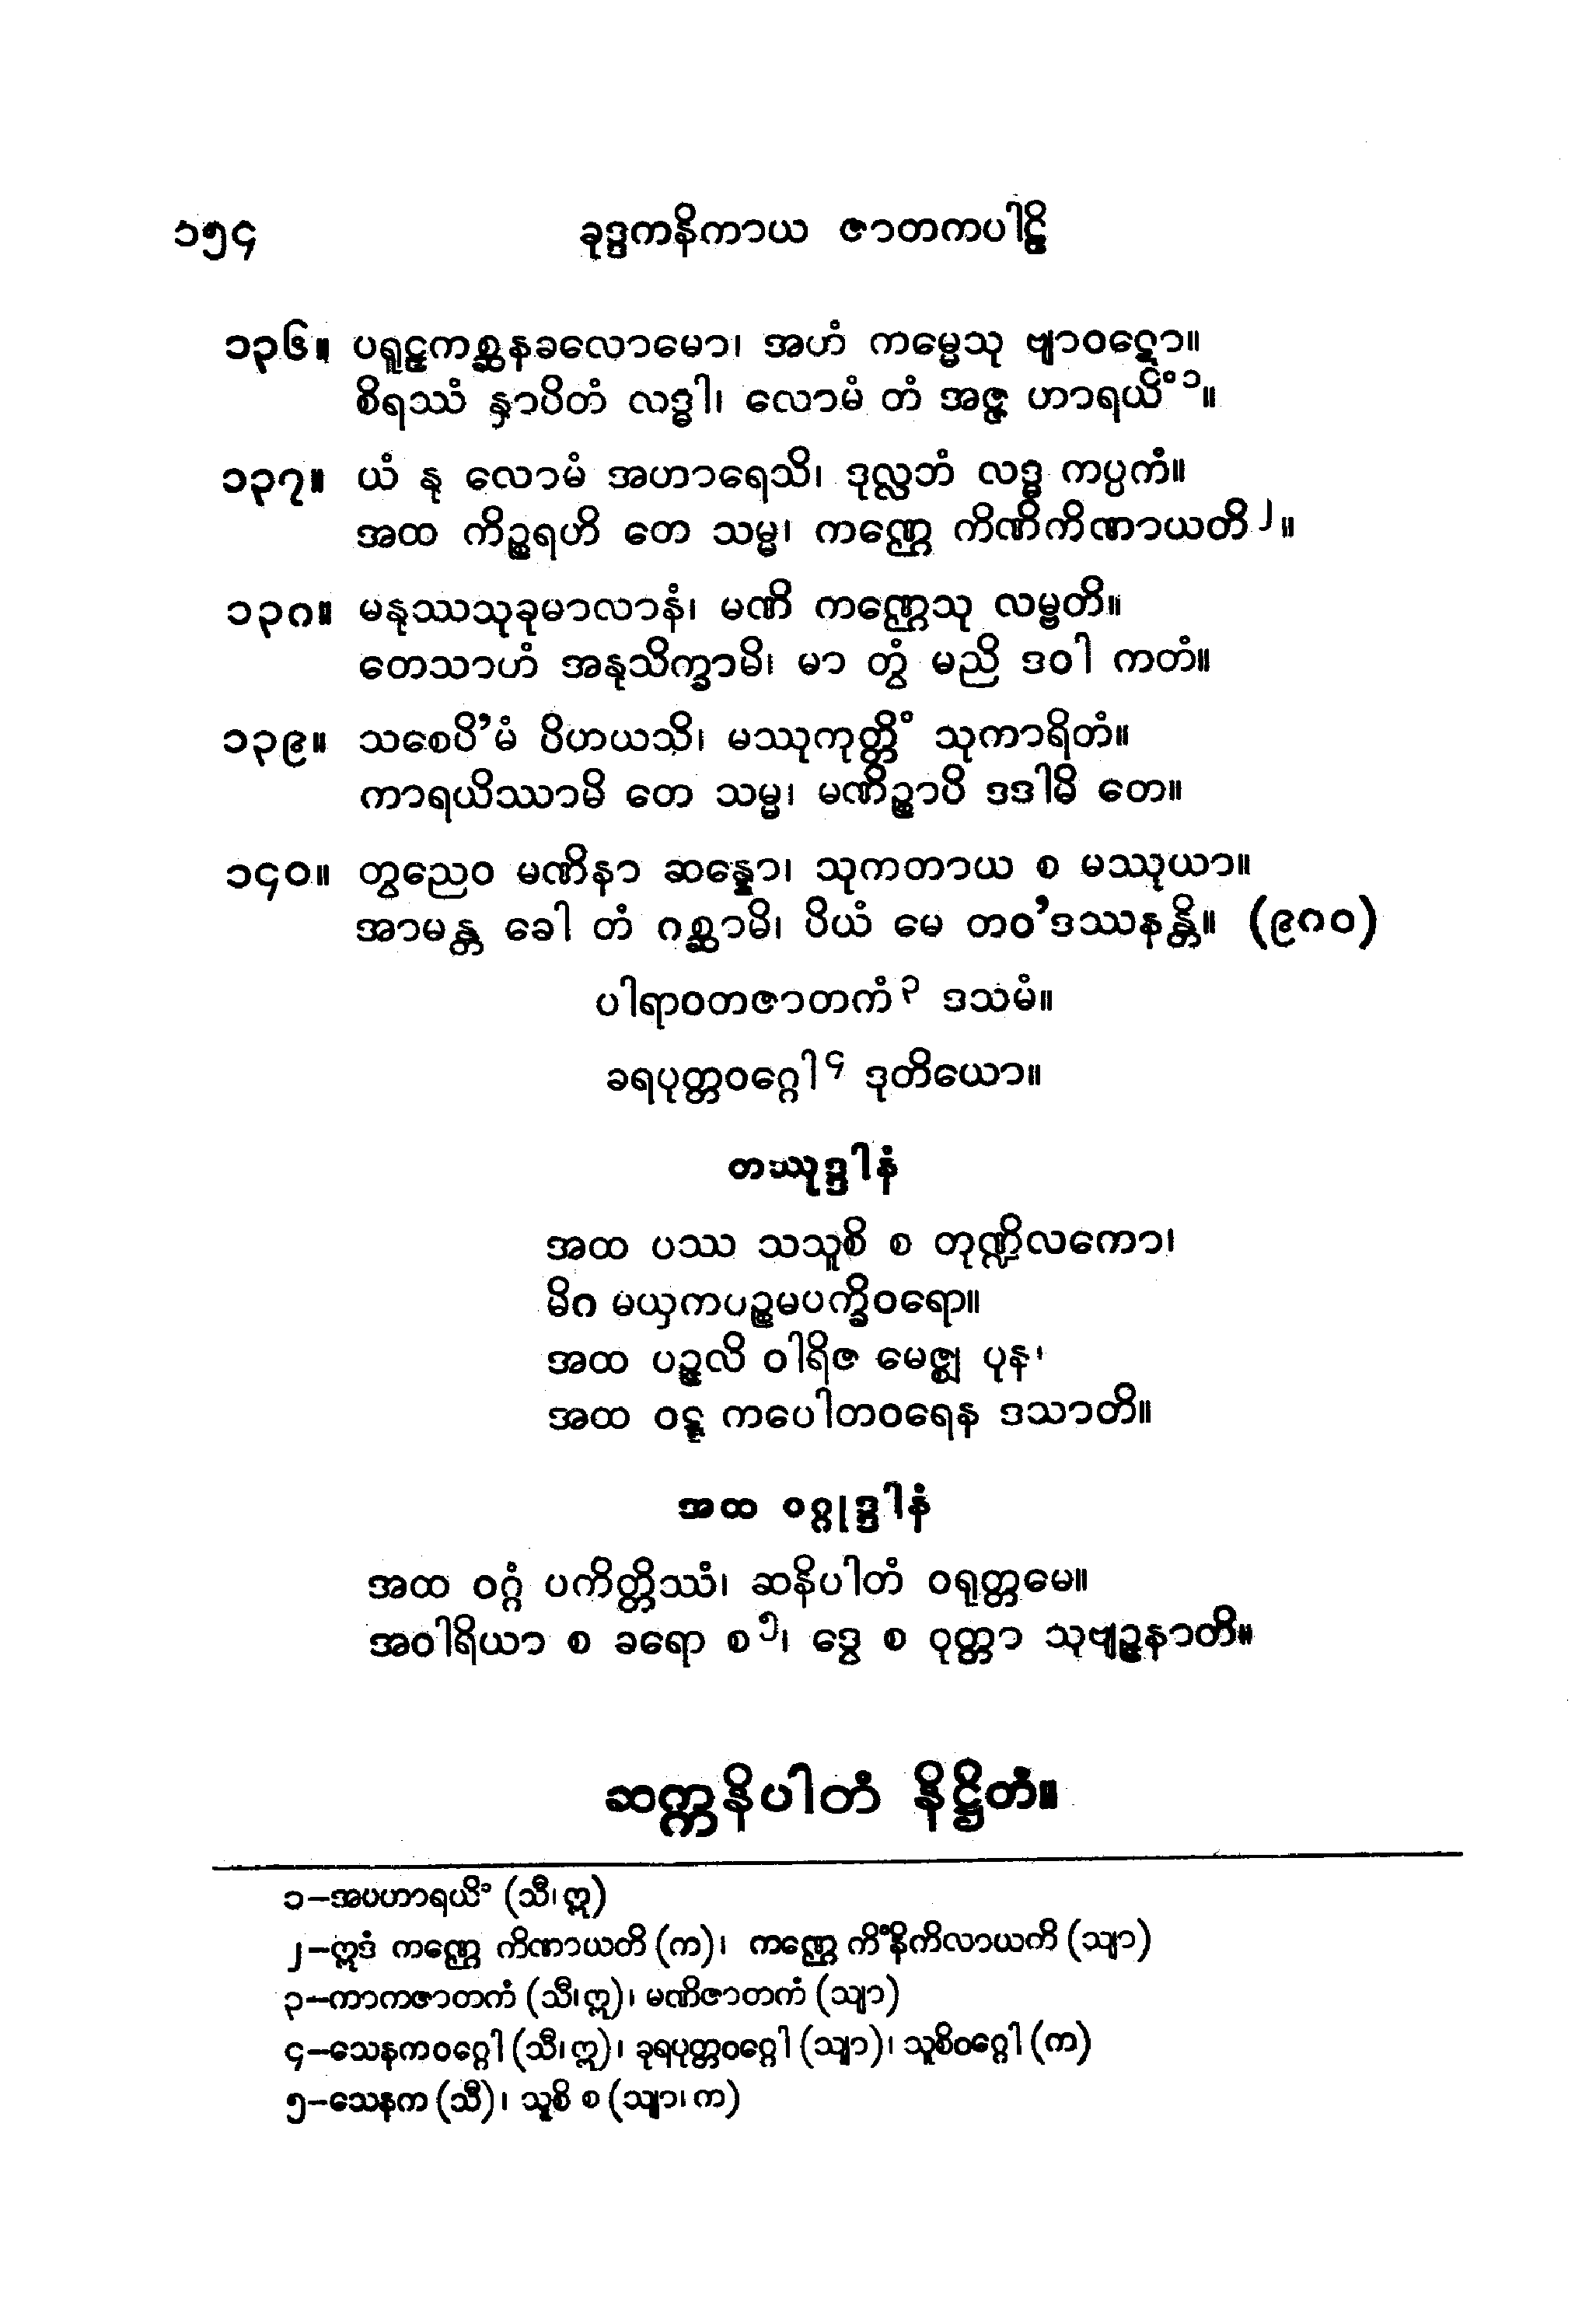 ၁၅၄ ခုဒ္ဒကနိကာယ ဇာတကပါဠိ
၁၃၆။ ပရူဠှကစ္ဆနခလောမော၊ အဟံ ကမ္မေသု ဗျာဝဋော။
စိရဿံ နှာပိတံ လဒ္ဓါ၊ လောမံ တံ အဇ္ဇ ဟာရယိံ ၁။
၁၃၇။ ယံ နု လောမံ အဟာရေသိ၊ ဒုလ္လဘံ လဒ္ဓ ကပ္ပကံ။
အထ ကိဉ္စရဟိ တေ သမ္မ၊ ကဏ္ဌေ ကိဏိကိဏာယတိ ၂။
၁၃၈။ မနုဿသုခုမာလာနံ၊ မဏိ ကဏ္ဌေသု လမ္ဗတိ။
တေသာဟံ အနုသိက္ခာမိ၊ မာ တွံ မညိ ဒဝါ ကတံ။
၁၃၉။ သစေပိ’မံ ပိဟယသိ၊ မဿုကုတ္တိံ သုကာရိတံ။
ကာရယိဿာမိ တေ သမ္မ၊ မဏိဉ္စာပိ ဒဒါမိ တေ။
၁၄၀။ တွညေဝ မဏိနာ ဆန္နော၊ သုကတာယ စ မဿုယာ။
အာမန္တ ခေါ တံ ဂစ္ဆာမိ၊ ပိယံ မေ တဝ’ဒဿနန္တိ။ (၉၈၀)
ပါရာဝတဇာတကံ ၃ ဒသမံ။
ခရပုတ္တဝဂ္ဂေါ ၄ ဒုတိယော။
တဿုဒ္ဒါနံ
အထ ပဿ သသူစိ စ တုဏ္ဍိလကော၊
မိဂ မယှကပဉ္စမပက္ခိဝရော။
အထ ပဉ္ဇလိ ဝါရိဇ မေဇ္ဈ ပုန၊
အထ ဝဋ္ဋ ကပေါတဝရေန ဒသာတိ။
အထ ဝဂ္ဂုဒ္ဒါနံ
အထ ဝဂ္ဂံ ပကိတ္တိဿံ၊ ဆနိပါတံ ဝရုတ္တမေ။
အဝါရိယာ စ ခရော စ ၅၊ ဒွေ စ ဝုတ္တာ သုဗျဉ္ဇနာတိ။
ဆက္ကနိပါတံ နိဋ္ဌိတံ။
၁–အပဟာရယိံ (သီ၊ ဣ)
၂–ဣဒံ ကဏ္ဌေ ကိဏာယတိ (က)၊ ကဏ္ဌေ ကိံနိကိလာယကိ (သျာ)
၃–ကာကဇာတကံ (သီ၊ ဣ)၊ မဏိဇာတကံ (သျာ)
၄–သေနကဝဂ္ဂေါ (သီ၊ ဣ)၊ ခုရပုတ္တဝဂ္ဂေါ (သျာ)၊ သူစိဝဂ္ဂေါ (က)
၅–သေနက (သီ)၊ သူစိ စ (သျာ၊ က)